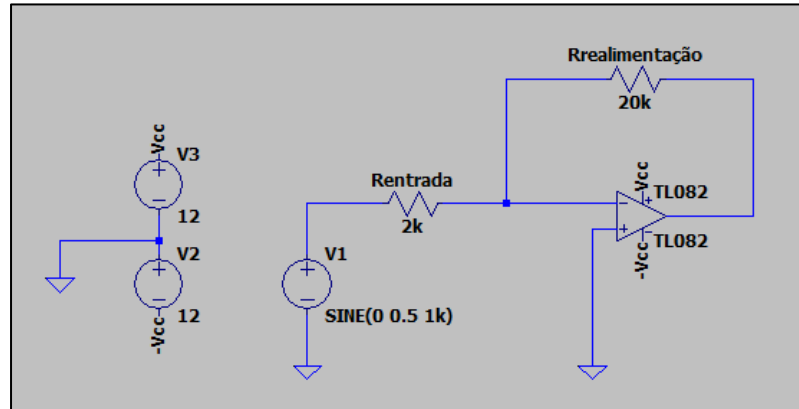 Rrealimentação
20k
Vcc
V3
12
V2
12
-Vcc
Rentrada
2k
V1
SINE(0 0.5 1k)
Vcc
TL082
-Vcc
TL082